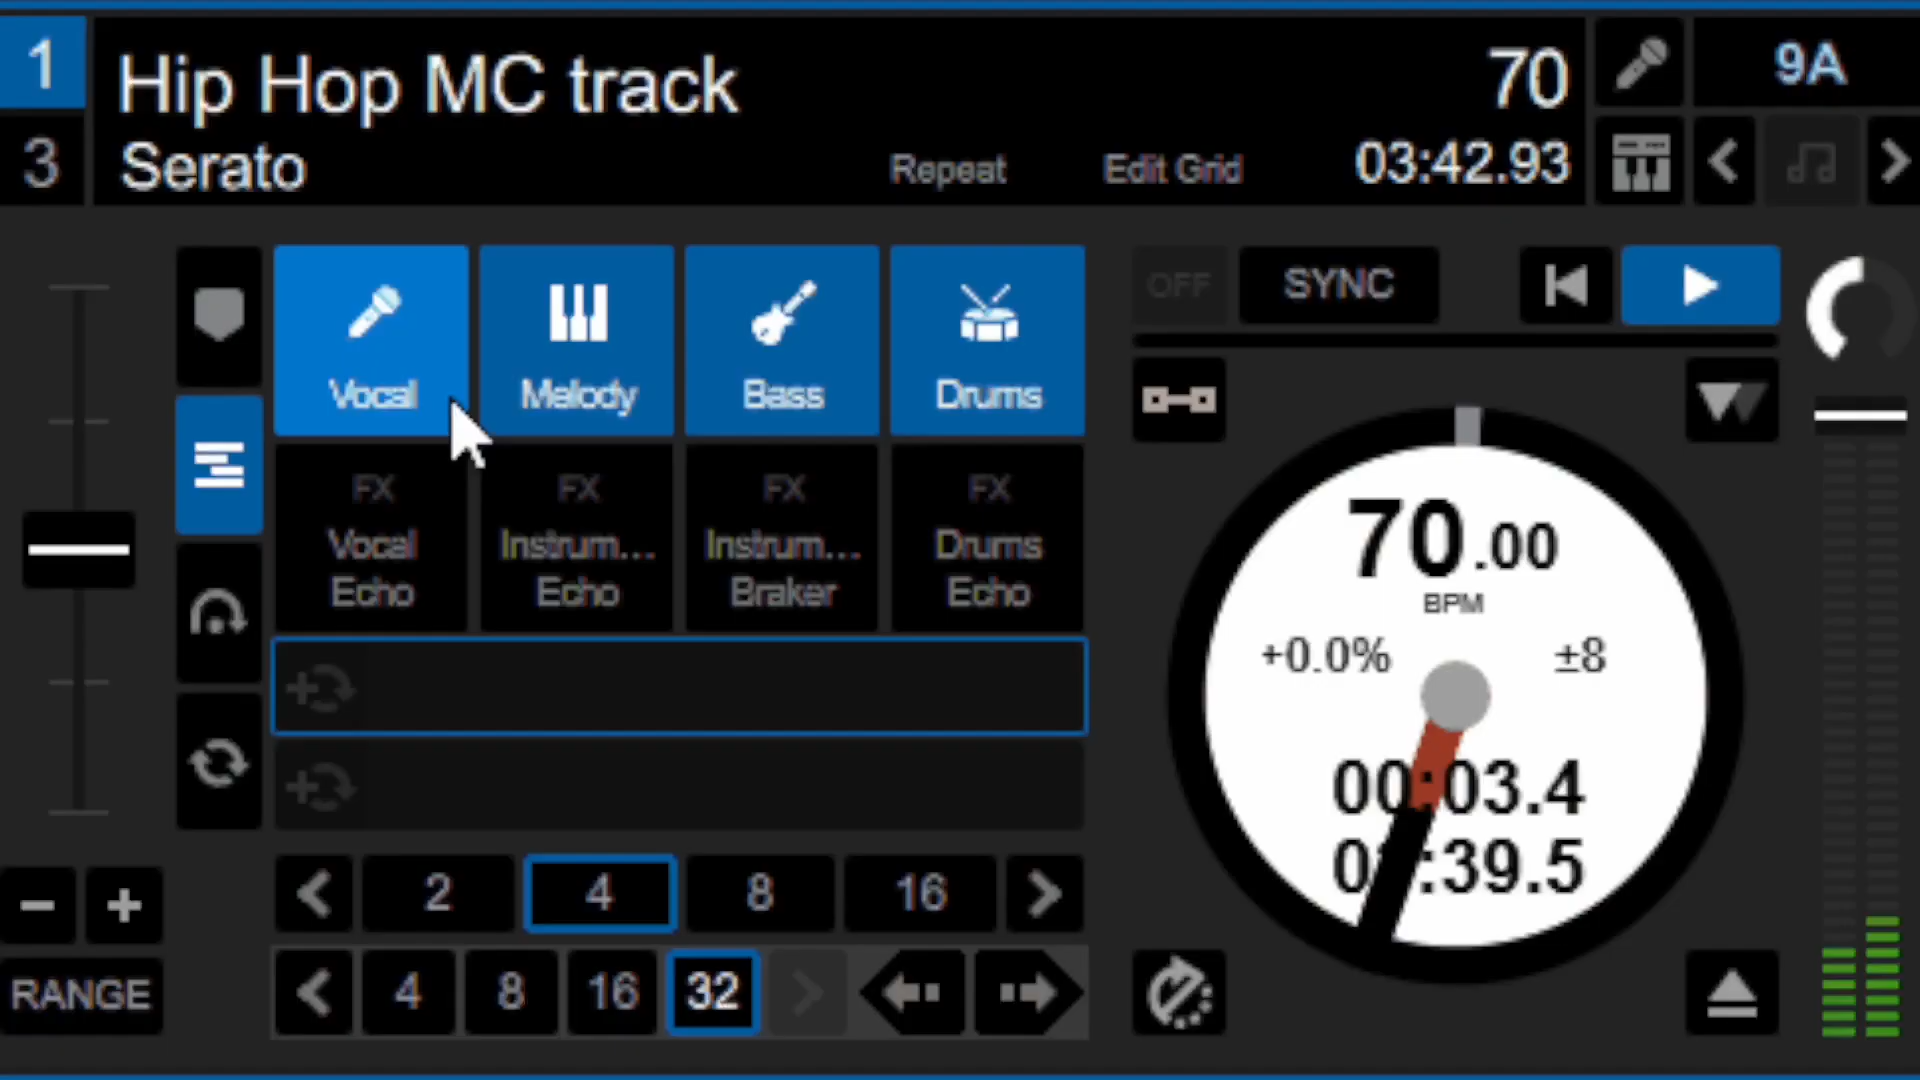 1
Hip Hop MC track
70
9A
3
Serato
Repeat
Edit Grid
03:42.93
Vocal
Melody
Bass
Drums
OFF
SYNC
FX
Vocal
Echo
FX
Instrum...
Echo
FX
Instrum...
Braker
FX
Drums
Echo
70.00
BPM
+0.0%
±8
00:03.4
:39.5
2
4
8
16
RANGE
4
8
16
32